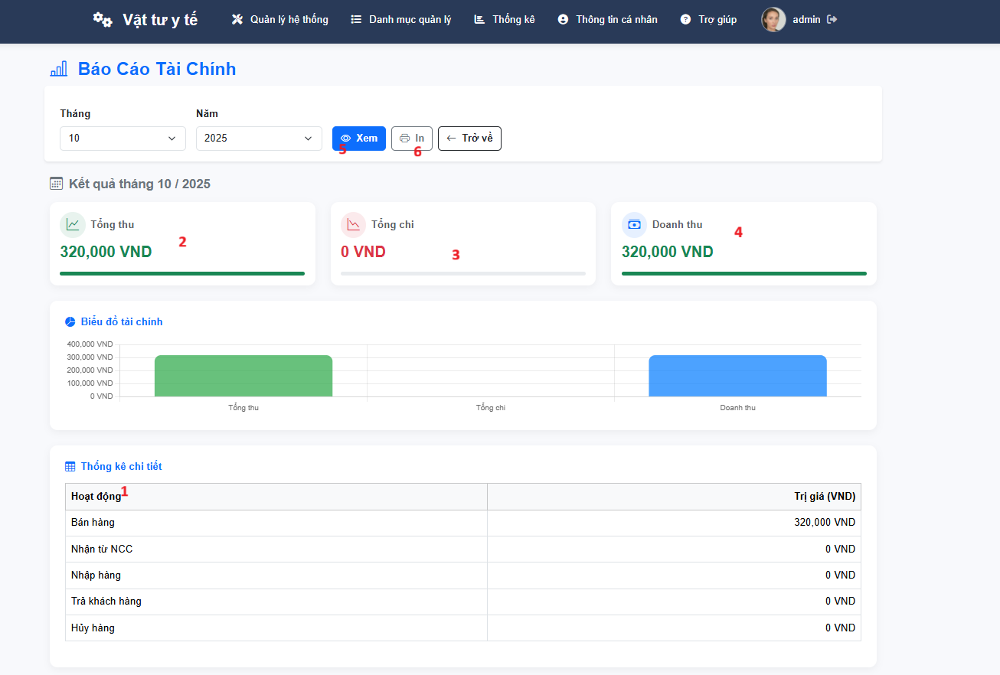 Vật tư y tế Quản lý hệ thống Danh mục quản lý Thống kê Thông tin cá nhân Trợ giúp admin
Báo Cáo Tài Chính
Tháng Năm
10 2025 Xem In Trở về
5 6
Kết quả tháng 10 / 2025
Tổng thu Tổng chi Doanh thu
2 3 4
320,000 VND 0 VND 320,000 VND
Biểu đồ tài chính
400,000 VND
300,000 VND
200,000 VND
100,000 VND
0 VND
Tổng thu Tổng chi Doanh thu
Thống kê chi tiết
1
Hoạt động Trị giá (VND)
Bán hàng 320,000 VND
Nhận từ NCC 0 VND
Nhập hàng 0 VND
Trả khách hàng 0 VND
Hủy hàng 0 VND